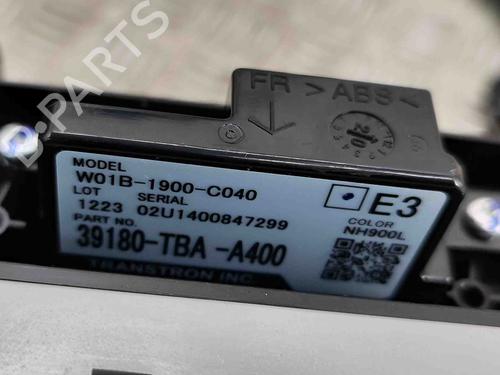 FR >ABS<
MODEL
W01B-1900-C040
LOT SERIAL
1223 02U1400847299
PART NO.
39180-TBA -A400
TRANSTRON INC
E3
COLOR
NH900L
B-PARTS